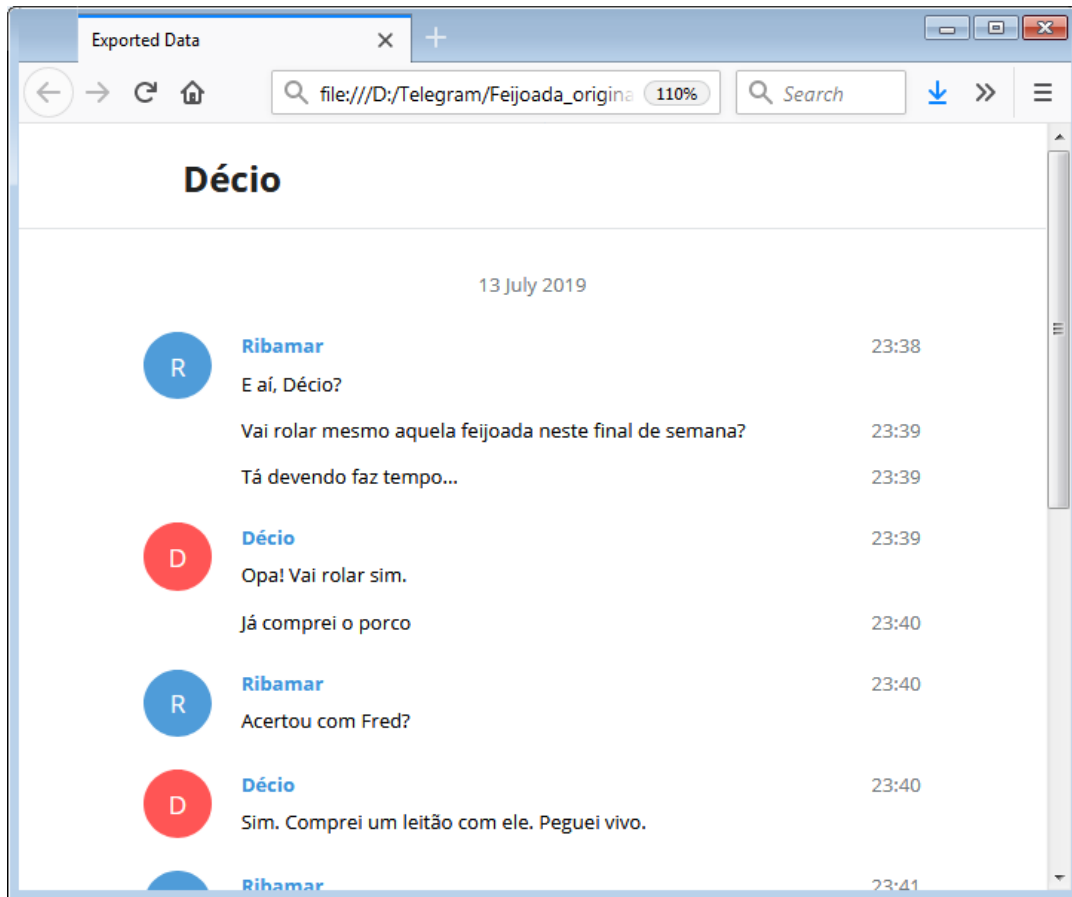 Exported Data
file:///D:/Telegram/Feijoada_origina 110% Search
Décio
13 July 2019
R Ribamar 23:38
E aí, Décio?
Vai rolar mesmo aquela feijoada neste final de semana? 23:39
Tá devendo faz tempo... 23:39
D Décio 23:39
Opa! Vai rolar sim.
Já comprei o porco 23:40
R Ribamar 23:40
Acertou com Fred?
D Décio 23:40
Sim. Comprei um leitão com ele. Peguei vivo.
Ribamar 23:41